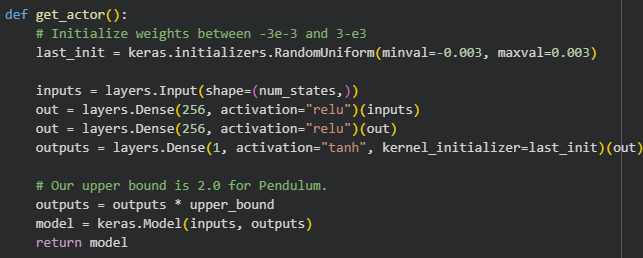 def get_actor():
    # Initialize weights between -3e-3 and 3-e3
    last_init = keras.initializers.RandomUniform(minval=-0.003, maxval=0.003)

    inputs = layers.Input(shape=(num_states,))
    out = layers.Dense(256, activation="relu")(inputs)
    out = layers.Dense(256, activation="relu")(out)
    outputs = layers.Dense(1, activation="tanh", kernel_initializer=last_init)(out)

    # Our upper bound is 2.0 for Pendulum.
    outputs = outputs * upper_bound
    model = keras.Model(inputs, outputs)
    return model